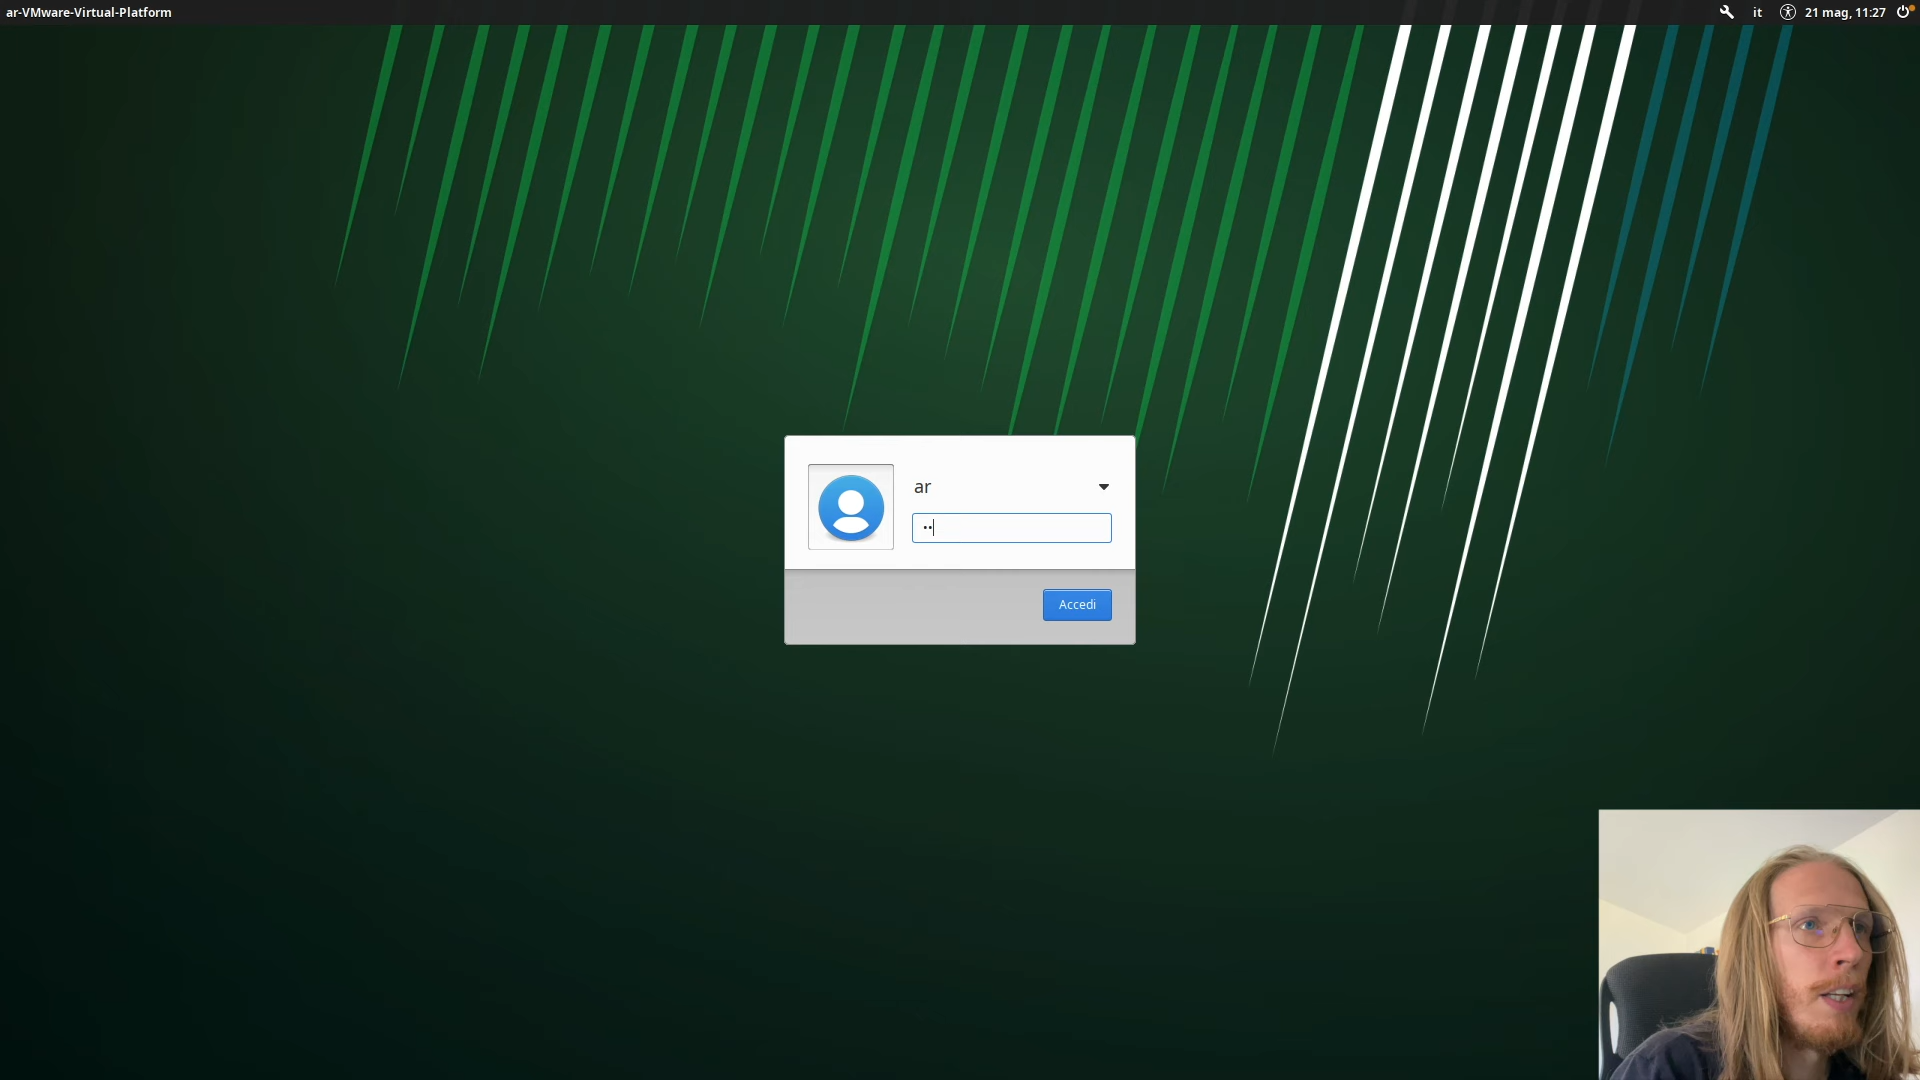 ar-VMware-Virtual-Platform
it
21 mag, 11:27
ar
••
Accedi